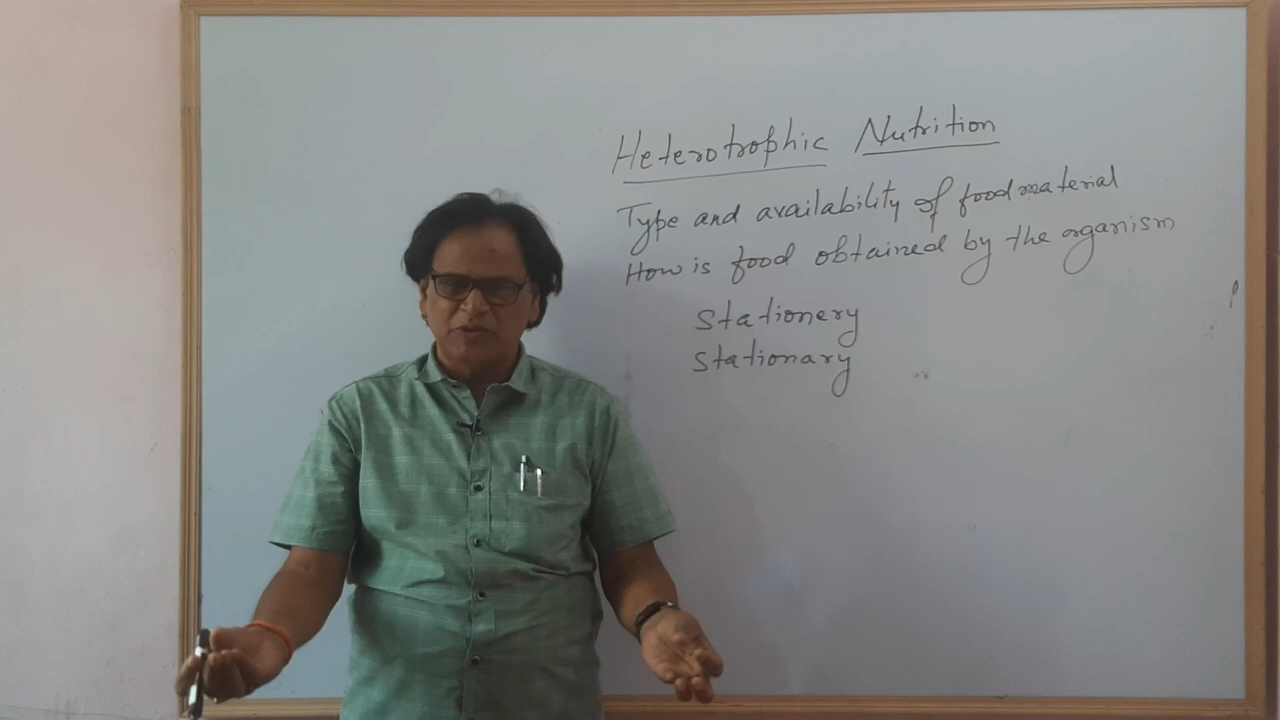 Heterotrophic Nutrition
Type and availability of food material
How is food obtained by the organism
Stationery
Stationary